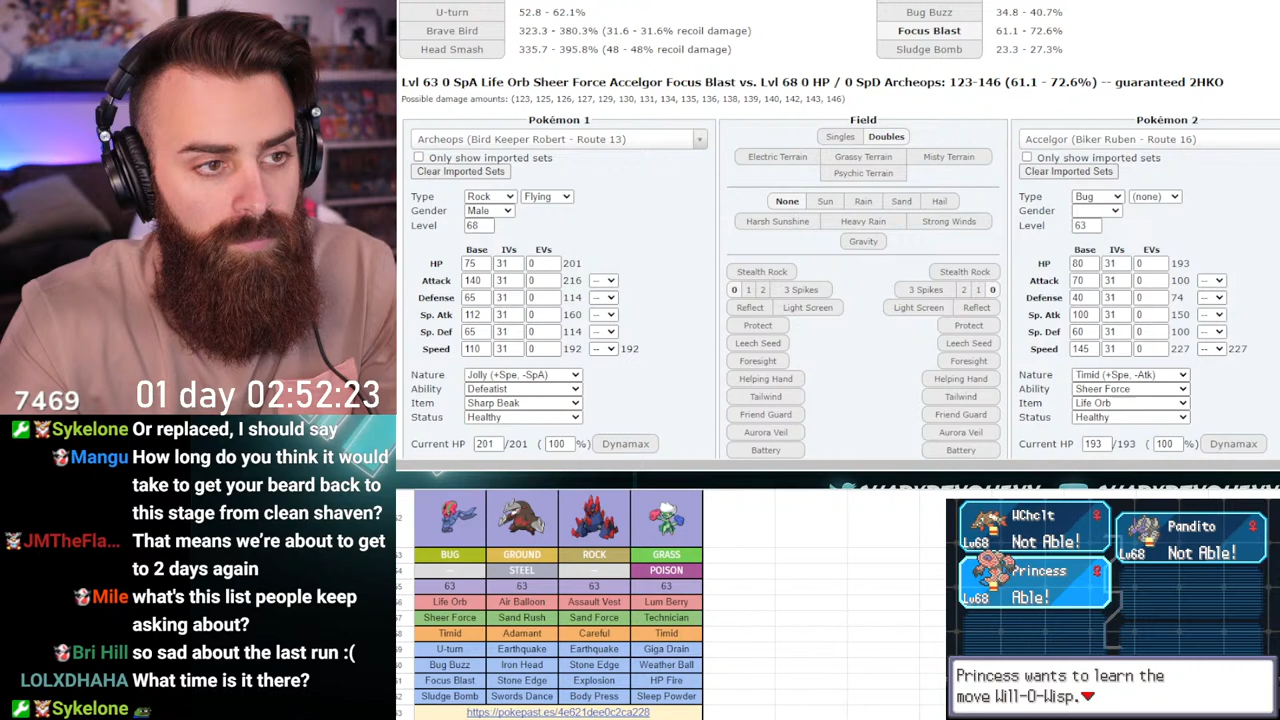 U-turn 52.8 - 62.1%
Brave Bird 323.3 - 380.3% (31.6 - 31.6% recoil damage)
Head Smash 335.7 - 395.8% (48 - 48% recoil damage)
Bug Buzz 34.8 - 40.7%
Focus Blast 61.1 - 72.6%
Sludge Bomb 23.3 - 27.3%
Lvl 63 0 SpA Life Orb Sheer Force Accelgor Focus Blast vs. Lvl 68 0 HP / 0 SpD Archeops: 123-146 (61.1 - 72.6%) -- guaranteed 2HKO
Possible damage amounts: (123, 125, 126, 127, 129, 130, 131, 134, 135, 136, 138, 139, 140, 142, 143, 146)
Pokémon 1
Archeops (Bird Keeper Robert - Route 13)
Only show imported sets
Clear Imported Sets
Type Rock Flying
Gender Male
Level 68
Base IVs EVs
HP 75 31 0 201
Attack 140 31 0 216 --
Defense 65 31 0 114 --
Sp. Atk 112 31 0 160 --
Sp. Def 65 31 0 114 --
Speed 110 31 0 192 -- 192
Nature Jolly (+Spe, -SpA)
Ability Defeatist
Item Sharp Beak
Status Healthy
Current HP 201 /201 ( 100 %) Dynamax
Field
Singles Doubles
Electric Terrain Grassy Terrain Misty Terrain
Psychic Terrain
None Sun Rain Sand Hail
Harsh Sunshine Heavy Rain Strong Winds
Gravity
Stealth Rock Stealth Rock
0 1 2 3 Spikes 3 Spikes 2 1 0
Reflect Light Screen Light Screen Reflect
Protect Protect
Leech Seed Leech Seed
Foresight Foresight
Helping Hand Helping Hand
Tailwind Tailwind
Friend Guard Friend Guard
Aurora Veil Aurora Veil
Battery Battery
Pokémon 2
Accelgor (Biker Ruben - Route 16)
Only show imported sets
Clear Imported Sets
Type Bug (none)
Gender
Level 63
Base IVs EVs
HP 80 31 0 193
Attack 70 31 0 100 --
Defense 40 31 0 74 --
Sp. Atk 100 31 0 150 --
Sp. Def 60 31 0 100 --
Speed 145 31 0 227 -- 227
Nature Timid (+Spe, -Atk)
Ability Sheer Force
Item Life Orb
Status Healthy
Current HP 193 /193 ( 100 %) Dynamax
7469 01 day 02:52:23
Sykelone Or replaced, I should say
Mangu How long do you think it would
take to get your beard back to
this stage from clean shaven?
JMTheFla... That means we're about to get
to 2 days again
Mile what's this list people keep
asking about?
Bri Hill so sad about the last run :(
LOLXDHAHA What time is it there?
Sykelone
BUG GROUND ROCK GRASS
-- STEEL -- POISON
63 63 63 63
Life Orb Air Balloon Assault Vest Lum Berry
Sheer Force Sand Rush Sand Force Technician
Timid Adamant Careful Timid
U-turn Earthquake Earthquake Giga Drain
Bug Buzz Iron Head Stone Edge Weather Ball
Focus Blast Stone Edge Explosion HP Fire
Sludge Bomb Swords Dance Body Press Sleep Powder
https://pokepast.es/4e621dee0c2ca228
WChclt
Lv68 Not Able!
Pandito
Lv68 Not Able!
Princess
Lv68 Able!
Princess wants to learn the
move Will-O-Wisp.